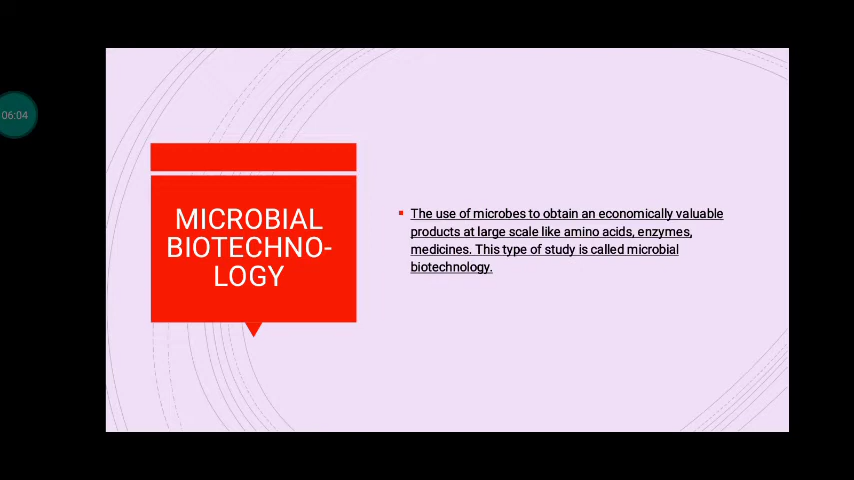 06:04
MICROBIAL
BIOTECHNO-
LOGY
The use of microbes to obtain an economically valuable
products at large scale like amino acids, enzymes,
medicines. This type of study is called microbial
biotechnology.